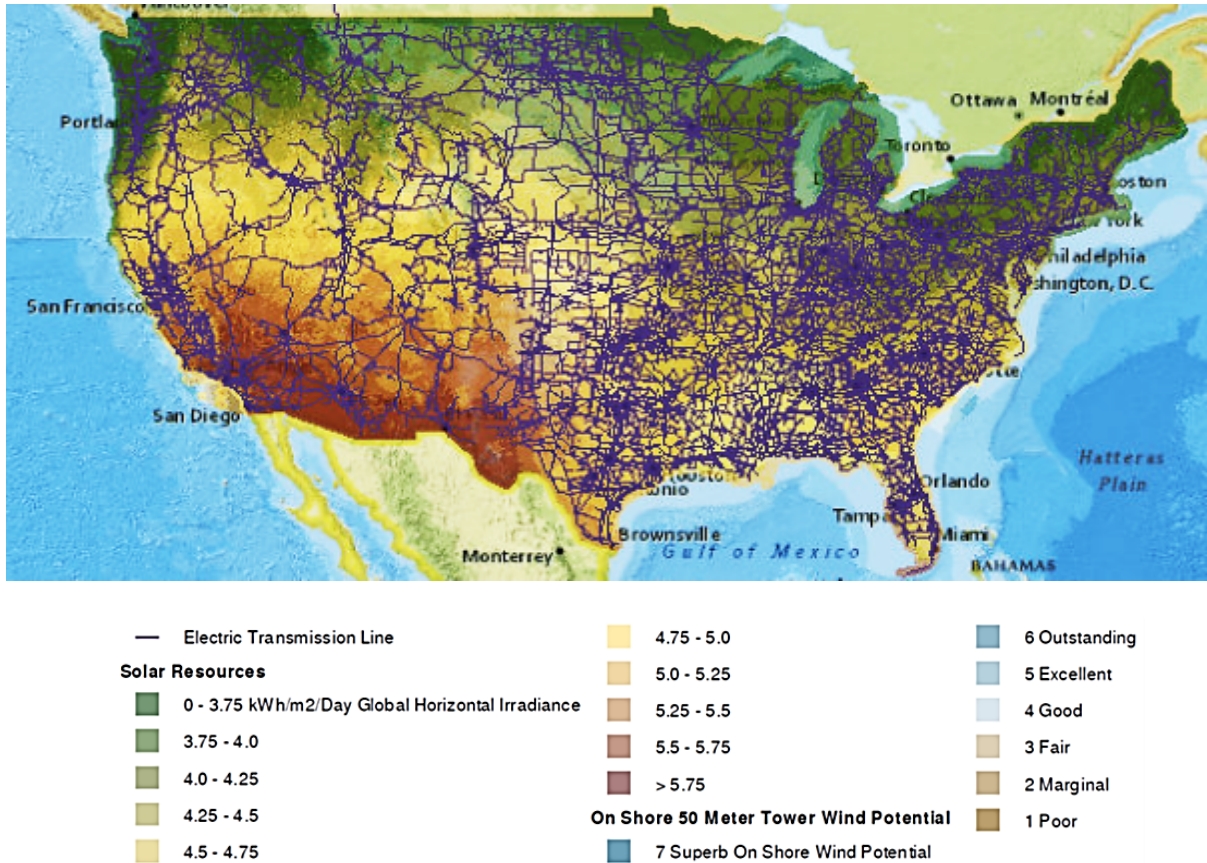 Ottawa
Montréal
Toronto
San Francisco
Philadelphia
San Diego
Hatteras
Plain
Orlando
Tampa
Brownsville
Miami
Gulf of Mexico
Monterrey
BAHAMAS
Electric Transmission Line
Solar Resources
0 - 3.75 kWh/m2/Day Global Horizontal Irradiance
3.75 - 4.0
4.0 - 4.25
4.25 - 4.5
4.5 - 4.75
4.75 - 5.0
5.0 - 5.25
5.25 - 5.5
5.5 - 5.75
> 5.75
On Shore 50 Meter Tower Wind Potential
7 Superb On Shore Wind Potential
6 Outstanding
5 Excellent
4 Good
3 Fair
2 Marginal
1 Poor